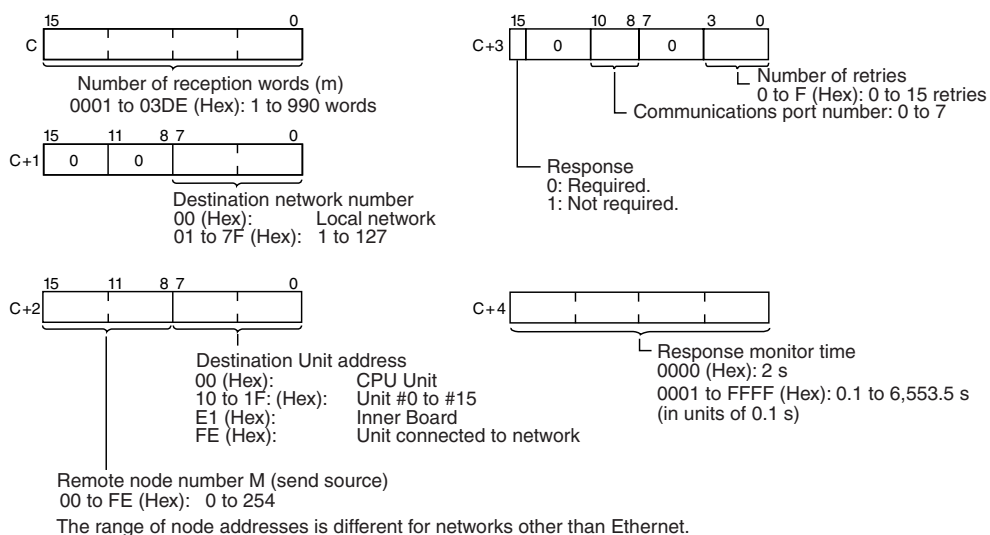 15 0
C
Number of reception words (m)
0001 to 03DE (Hex): 1 to 990 words
15 11 8 7 0
C+1 0 0
Destination network number
00 (Hex): Local network
01 to 7F (Hex): 1 to 127
15 11 8 7 0
C+2
Destination Unit address
00 (Hex): CPU Unit
10 to 1F: (Hex): Unit #0 to #15
E1 (Hex): Inner Board
FE (Hex): Unit connected to network
Remote node number M (send source)
00 to FE (Hex): 0 to 254
The range of node addresses is different for networks other than Ethernet.
15 10 8 7 3 0
C+3 0 0
Number of retries
0 to F (Hex): 0 to 15 retries
Communications port number: 0 to 7
Response
0: Required.
1: Not required.
C+4
Response monitor time
0000 (Hex): 2 s
0001 to FFFF (Hex): 0.1 to 6,553.5 s
(in units of 0.1 s)